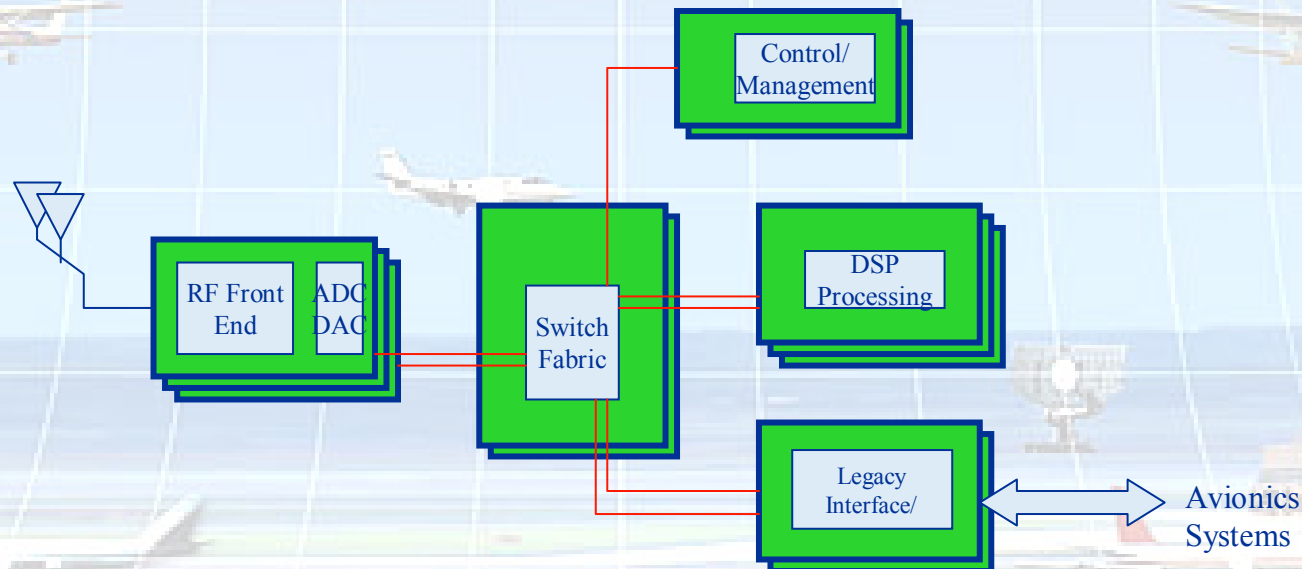 Control/
Management
RF Front
End
ADC
DAC
Switch
Fabric
DSP
Processing
Legacy
Interface/
Avionics
Systems